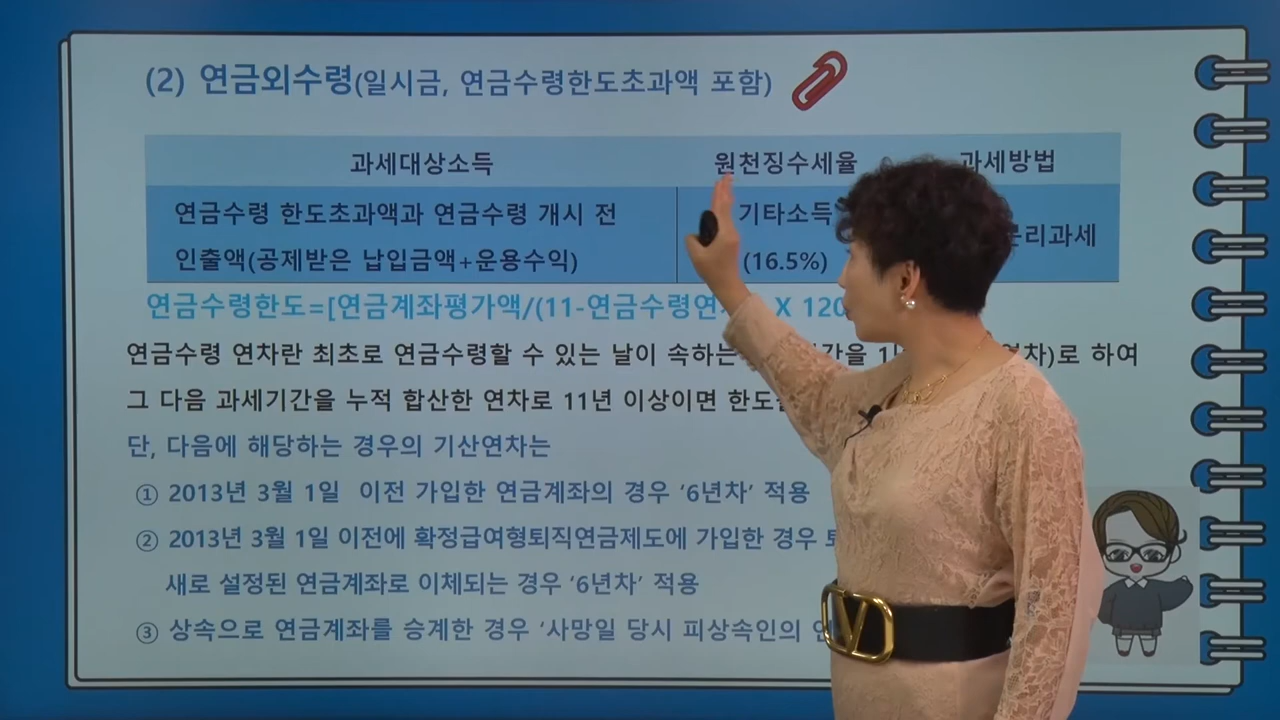 (2) 연금외수령(일시금, 연금수령한도초과액 포함)
과세대상소득 원천징수세율 과세방법
연금수령 한도초과액과 연금수령 개시 전 기타소득
인출액(공제받은 납입금액+운용수익) (16.5%) 분리과세
연금수령한도=[연금계좌평가액/(11-연금수령연 X 120
연금수령 연차란 최초로 연금수령할 수 있는 날이 속하는 연차)로 하여
그 다음 과세기간을 누적 합산한 연차로 11년 이상이면
단, 다음에 해당하는 경우의 기산연차는
① 2013년 3월 1일 이전 가입한 연금계좌의 경우 ‘6년차’ 적용
② 2013년 3월 1일 이전에 확정급여형퇴직연금제도에 가입한 경우
새로 설정된 연금계좌로 이체되는 경우 ‘6년차’ 적용
③ 상속으로 연금계좌를 승계한 경우 ‘사망일 당시 피상속인의